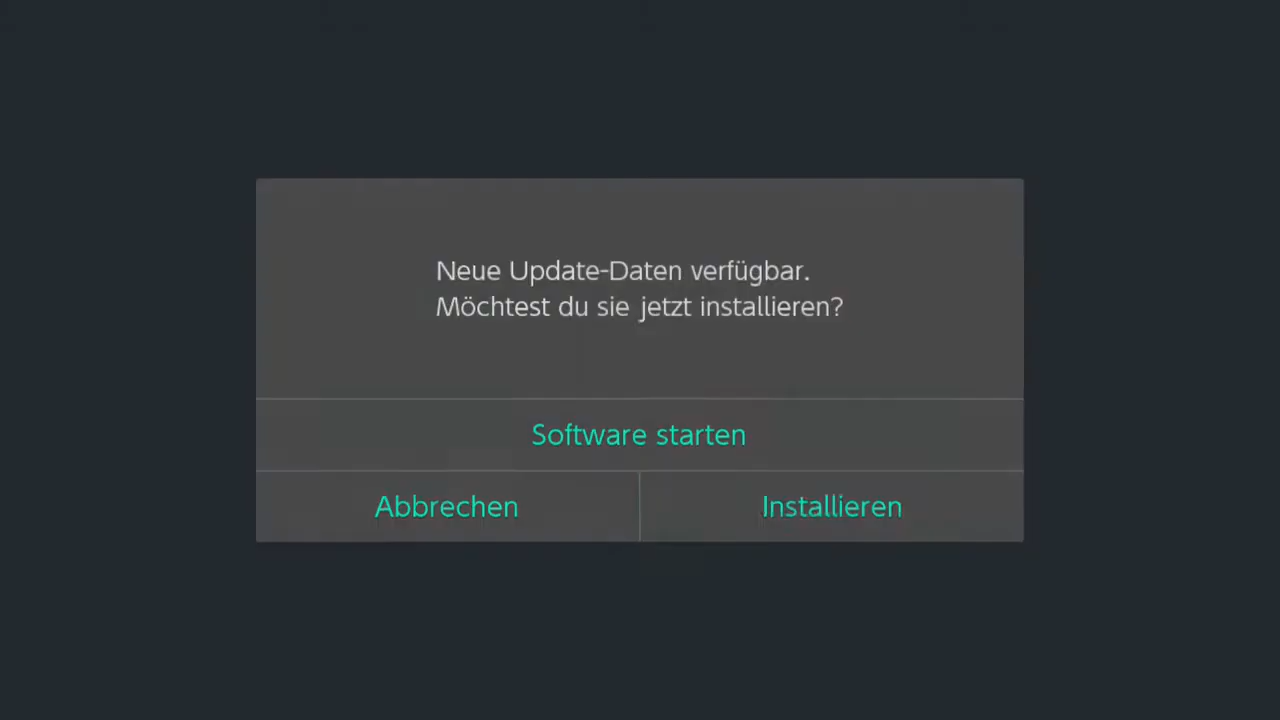 Neue Update-Daten verfügbar.
Möchtest du sie jetzt installieren?
Software starten
Abbrechen
Installieren